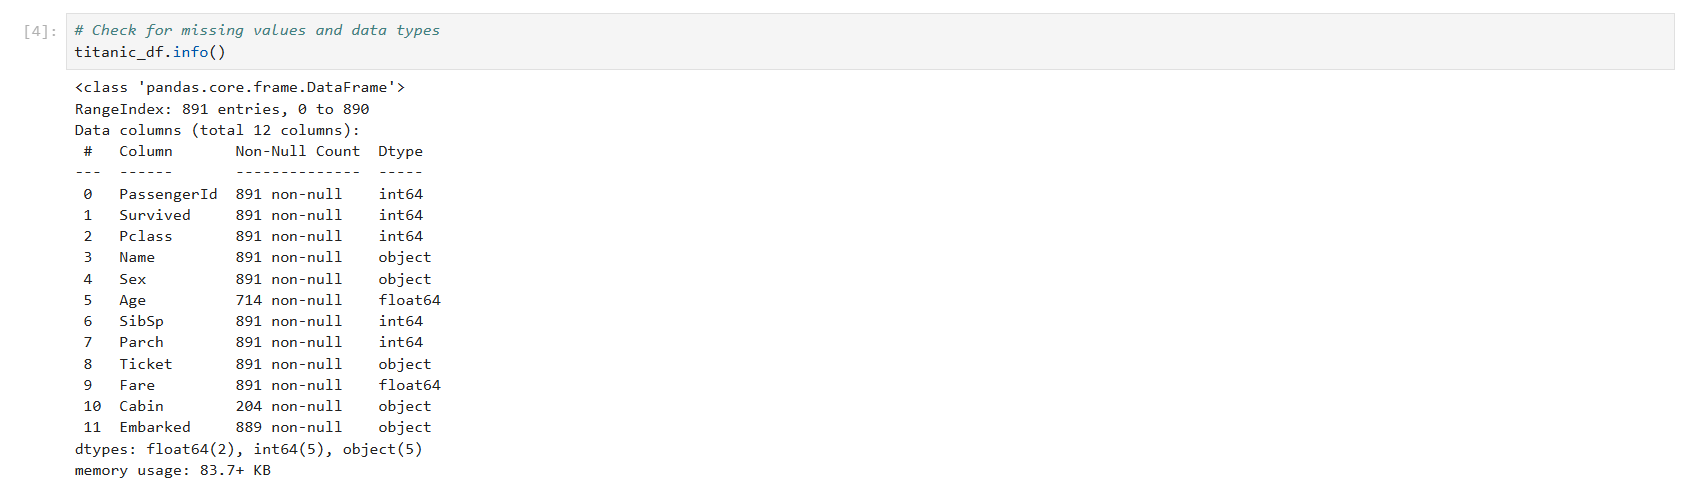 [4]: # Check for missing values and data types
titanic_df.info()
<class 'pandas.core.frame.DataFrame'>
RangeIndex: 891 entries, 0 to 890
Data columns (total 12 columns):
 #   Column       Non-Null Count  Dtype
---  ------       --------------  -----
 0   PassengerId  891 non-null    int64
 1   Survived     891 non-null    int64
 2   Pclass       891 non-null    int64
 3   Name         891 non-null    object
 4   Sex          891 non-null    object
 5   Age          714 non-null    float64
 6   SibSp        891 non-null    int64
 7   Parch        891 non-null    int64
 8   Ticket       891 non-null    object
 9   Fare         891 non-null    float64
 10  Cabin        204 non-null    object
 11  Embarked     889 non-null    object
dtypes: float64(2), int64(5), object(5)
memory usage: 83.7+ KB